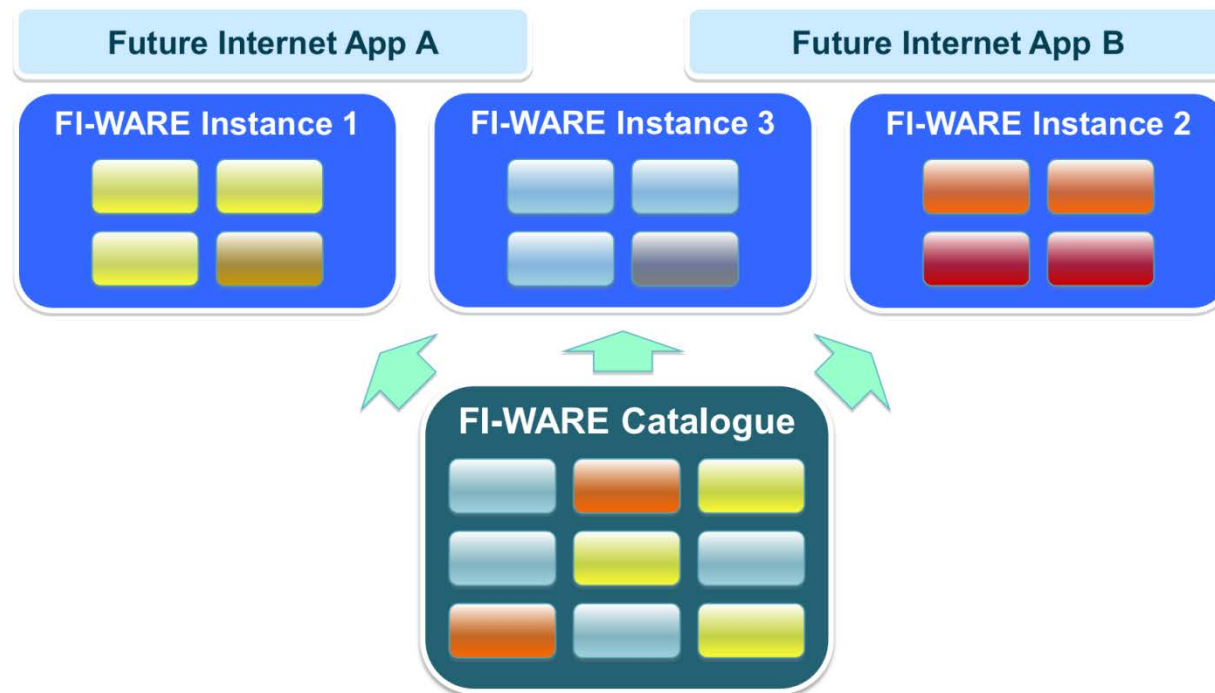 Future Internet App A
Future Internet App B
FI-WARE Instance 1
FI-WARE Instance 3
FI-WARE Instance 2
FI-WARE Catalogue